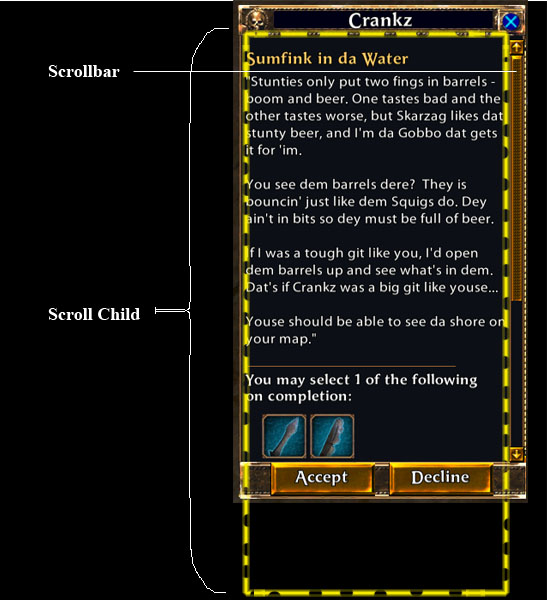 Crankz
Sumfink in da Water
Scrollbar
"Stunties only put two fings in barrels -
boom and beer. One tastes bad and the
other tastes worse, but Skarzag likes dat
stunty beer, and I'm da Gobbo dat gets
it for 'im.
You see dem barrels dere? They is
bouncin' just like dem Squigs do. Dey
ain't in bits so dey must be full of beer.
If I was a tough git like you, I'd open
dem barrels up and see what's in dem.
Dat's if Crankz was a big git like youse...
Scroll Child
Youse should be able to see da shore on
your map."
You may select 1 of the following
on completion:
Accept
Decline